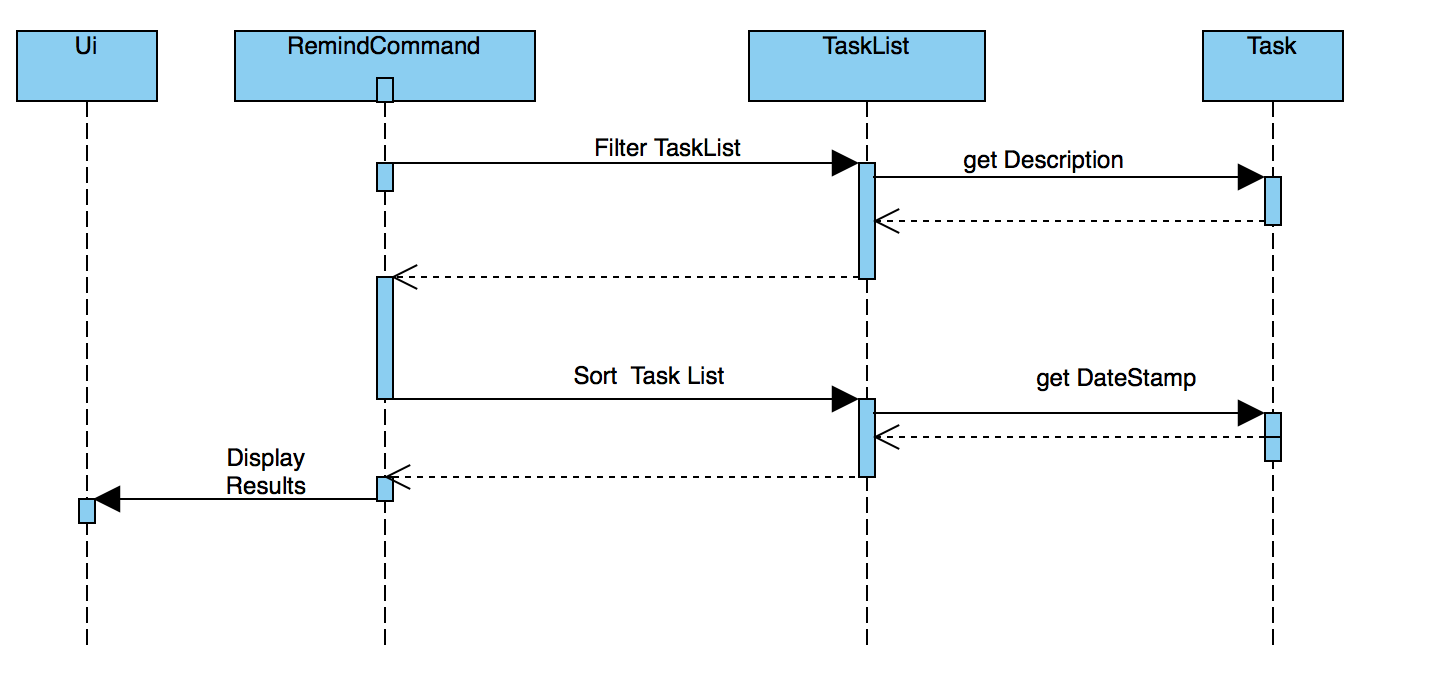 Ui
RemindCommand
TaskList
Task
Filter TaskList
get Description
Sort  Task List
get DateStamp
Display
Results